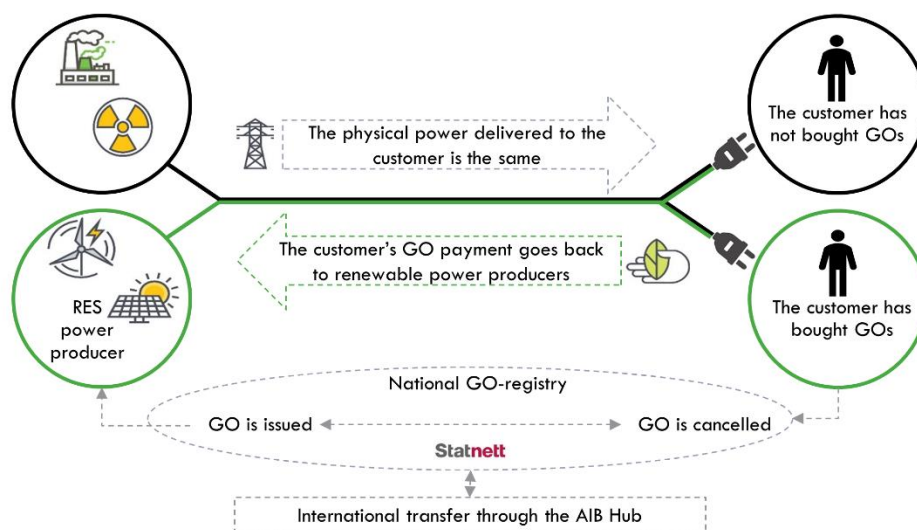 The customer has
not bought GOs
The physical power delivered to the
customer is the same
The customer's GO payment goes back
to renewable power producers
RES
power
producer
The customer has
bought GOs
National GO-registry
GO is issued
GO is cancelled
Statnett
International transfer through the AIB Hub